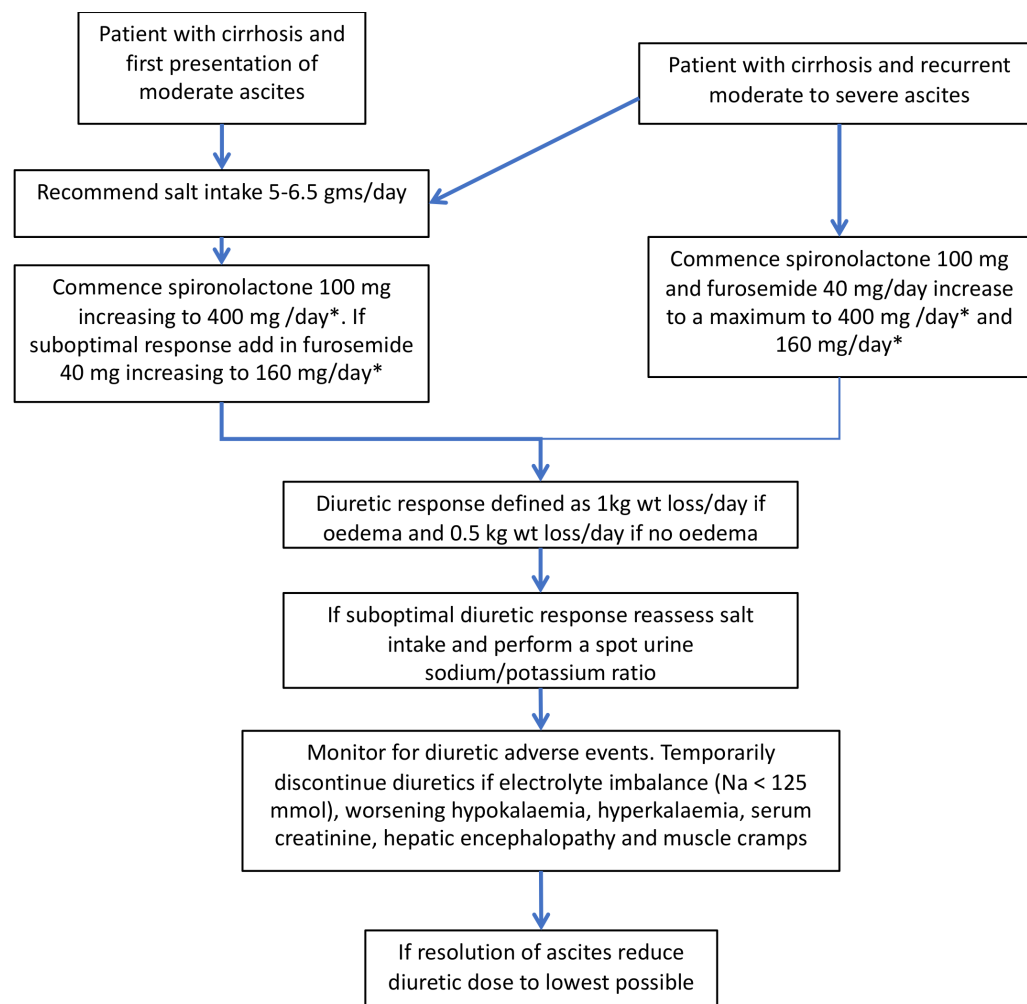 Patient with cirrhosis and
first presentation of
moderate ascites
Patient with cirrhosis and recurrent
moderate to severe ascites
Recommend salt intake 5-6.5 gms/day
Commence spironolactone 100 mg
increasing to 400 mg /day*. If
suboptimal response add in furosemide
40 mg increasing to 160 mg/day*
Commence spironolactone 100 mg
and furosemide 40 mg/day increase
to a maximum to 400 mg /day* and
160 mg/day*
Diuretic response defined as 1kg wt loss/day if
oedema and 0.5 kg wt loss/day if no oedema
If suboptimal diuretic response reassess salt
intake and perform a spot urine
sodium/potassium ratio
Monitor for diuretic adverse events. Temporarily
discontinue diuretics if electrolyte imbalance (Na < 125
mmol), worsening hypokalaemia, hyperkalaemia, serum
creatinine, hepatic encephalopathy and muscle cramps
If resolution of ascites reduce
diuretic dose to lowest possible